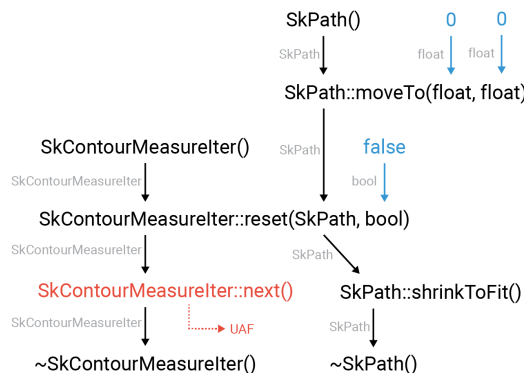 SkPath() 0 0
SkPath float float
SkPath::moveTo(float, float)
SkContourMeasureIter() SkPath false
SkContourMeasureIter bool
SkContourMeasureIter::reset(SkPath, bool)
SkContourMeasureIter SkPath
SkContourMeasureIter::next() SkPath::shrinkToFit()
SkContourMeasureIter UAF SkPath
~SkContourMeasureIter() ~SkPath()